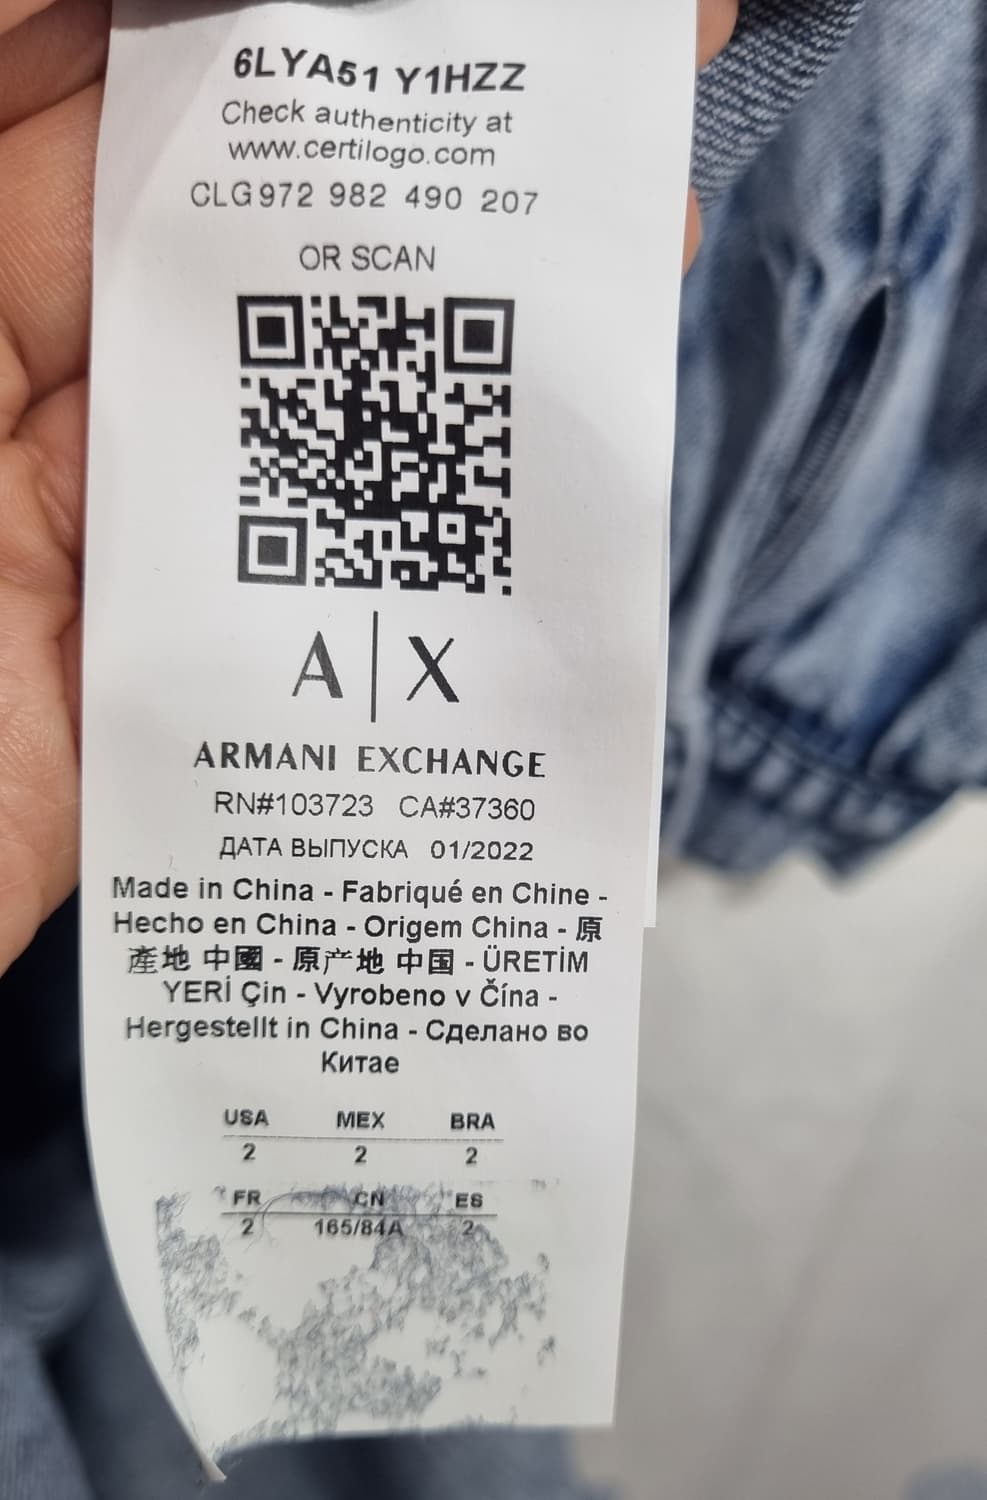 6LYA51 Y1HZZ
Check authenticity at
www.certilogo.com
CLG972 982 490 207
OR SCAN
A|X
ARMANI EXCHANGE
RN#103723 CA#37360
ДАТА ВЫПУСКА 01/2022
Made in China - Fabriqué en Chine -
Hecho en China - Origem China - 原
產地 中國 - 原产地 中国 - ÜRETİM
YERİ Çin - Vyrobeno v Čína -
Hergestellt in China - Сделано во
Китае
USA MEX BRA
2 2 2
FR CN ES
2 165/84A 2